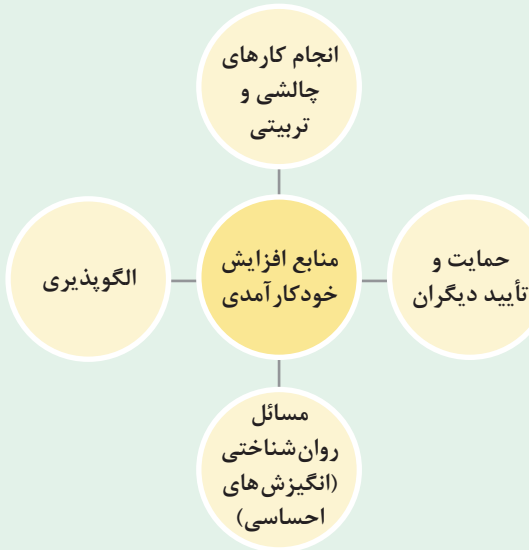 انجام کارهای
چالشی و
تربیتی
حمایت و
تأیید دیگران
منابع افزایش
خودکارآمدی
الگوپذیری
مسائل
روان‌شناختی
(انگیزش‌های
احساسی)